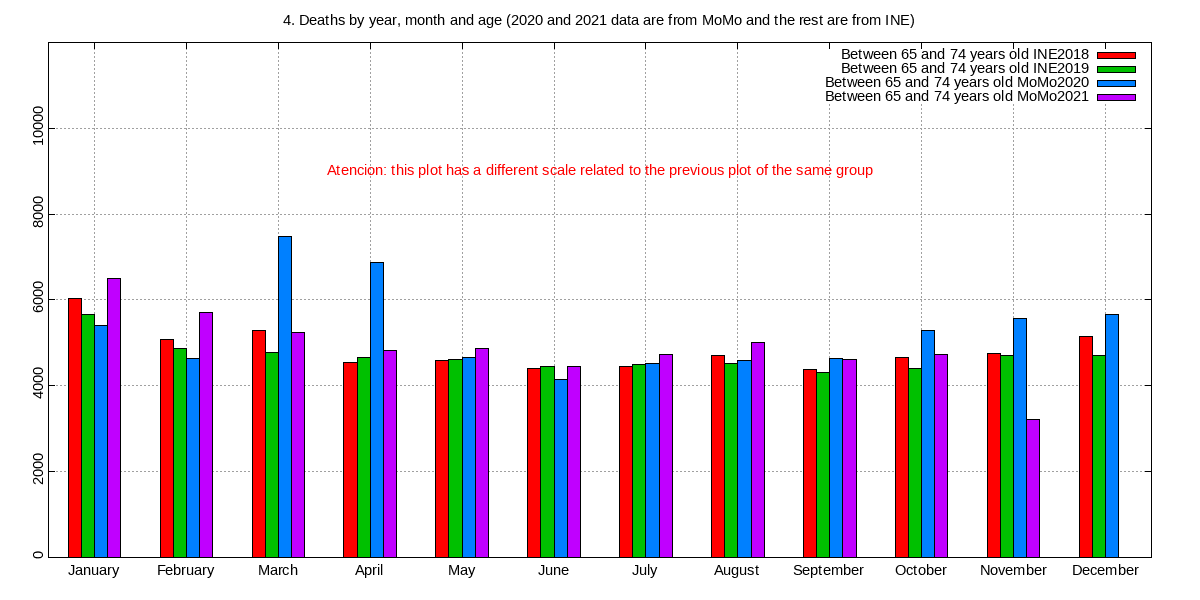 4. Deaths by year, month and age (2020 and 2021 data are from MoMo and the rest are from INE)
Between 65 and 74 years old INE2018
Between 65 and 74 years old INE2019
Between 65 and 74 years old MoMo2020
Between 65 and 74 years old MoMo2021
Atencion: this plot has a different scale related to the previous plot of the same group
10000
8000
6000
4000
2000
0
January February March April May June July August September October November December